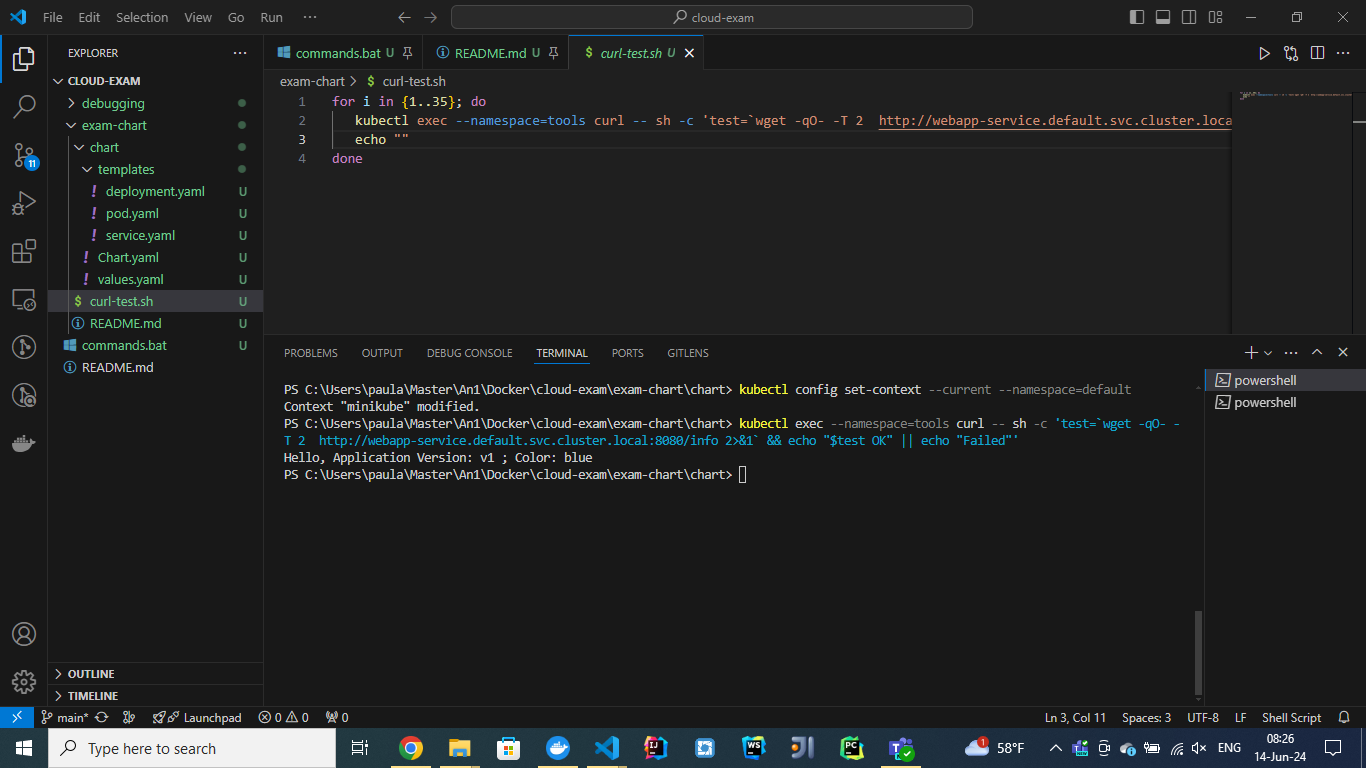 File Edit Selection View Go Run ···
cloud-exam
EXPLORER
commands.bat U
README.md U
curl-test.sh U
exam-chart > $ curl-test.sh
CLOUD-EXAM
debugging
exam-chart
chart
templates
! deployment.yaml U
! pod.yaml U
! service.yaml U
! Chart.yaml U
! values.yaml U
$ curl-test.sh U
README.md U
commands.bat U
README.md
11
OUTLINE
TIMELINE
1 for i in {1..35}; do
2 kubectl exec --namespace=tools curl -- sh -c 'test=`wget -qO- -T 2  http://webapp-service.default.svc.cluster.loca
3 echo ""
4 done
PROBLEMS OUTPUT DEBUG CONSOLE TERMINAL PORTS GITLENS
PS C:\Users\paula\Master\An1\Docker\cloud-exam\exam-chart\chart> kubectl config set-context --current --namespace=default
Context "minikube" modified.
PS C:\Users\paula\Master\An1\Docker\cloud-exam\exam-chart\chart> kubectl exec --namespace=tools curl -- sh -c 'test=`wget -qO- -
T 2  http://webapp-service.default.svc.cluster.local:8080/info 2>&1` && echo "$test OK" || echo "Failed"'
Hello, Application Version: v1 ; Color: blue
PS C:\Users\paula\Master\An1\Docker\cloud-exam\exam-chart\chart>
powershell
powershell
main* Launchpad 0 0 0
Ln 3, Col 11 Spaces: 3 UTF-8 LF Shell Script
Type here to search
58°F
ENG
08:26
14-Jun-24